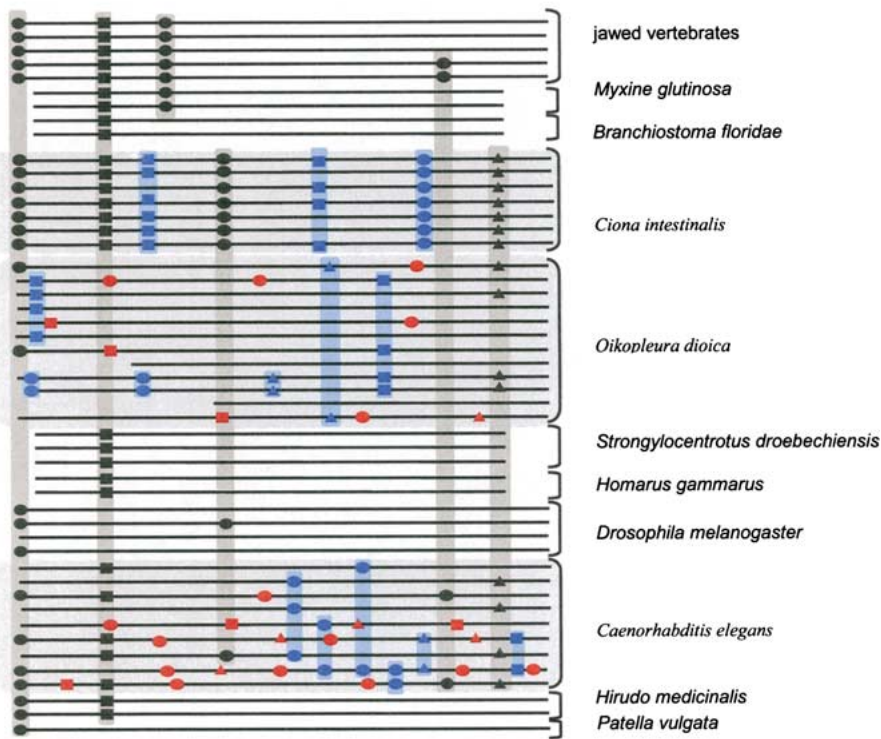 jawed vertebrates
Myxine glutinosa
Branchiostoma floridae
Ciona intestinalis
Oikopleura dioica
Strongylocentrotus droebechiensis
Homarus gammarus
Drosophila melanogaster
Caenorhabditis elegans
Hirudo medicinalis
Patella vulgata